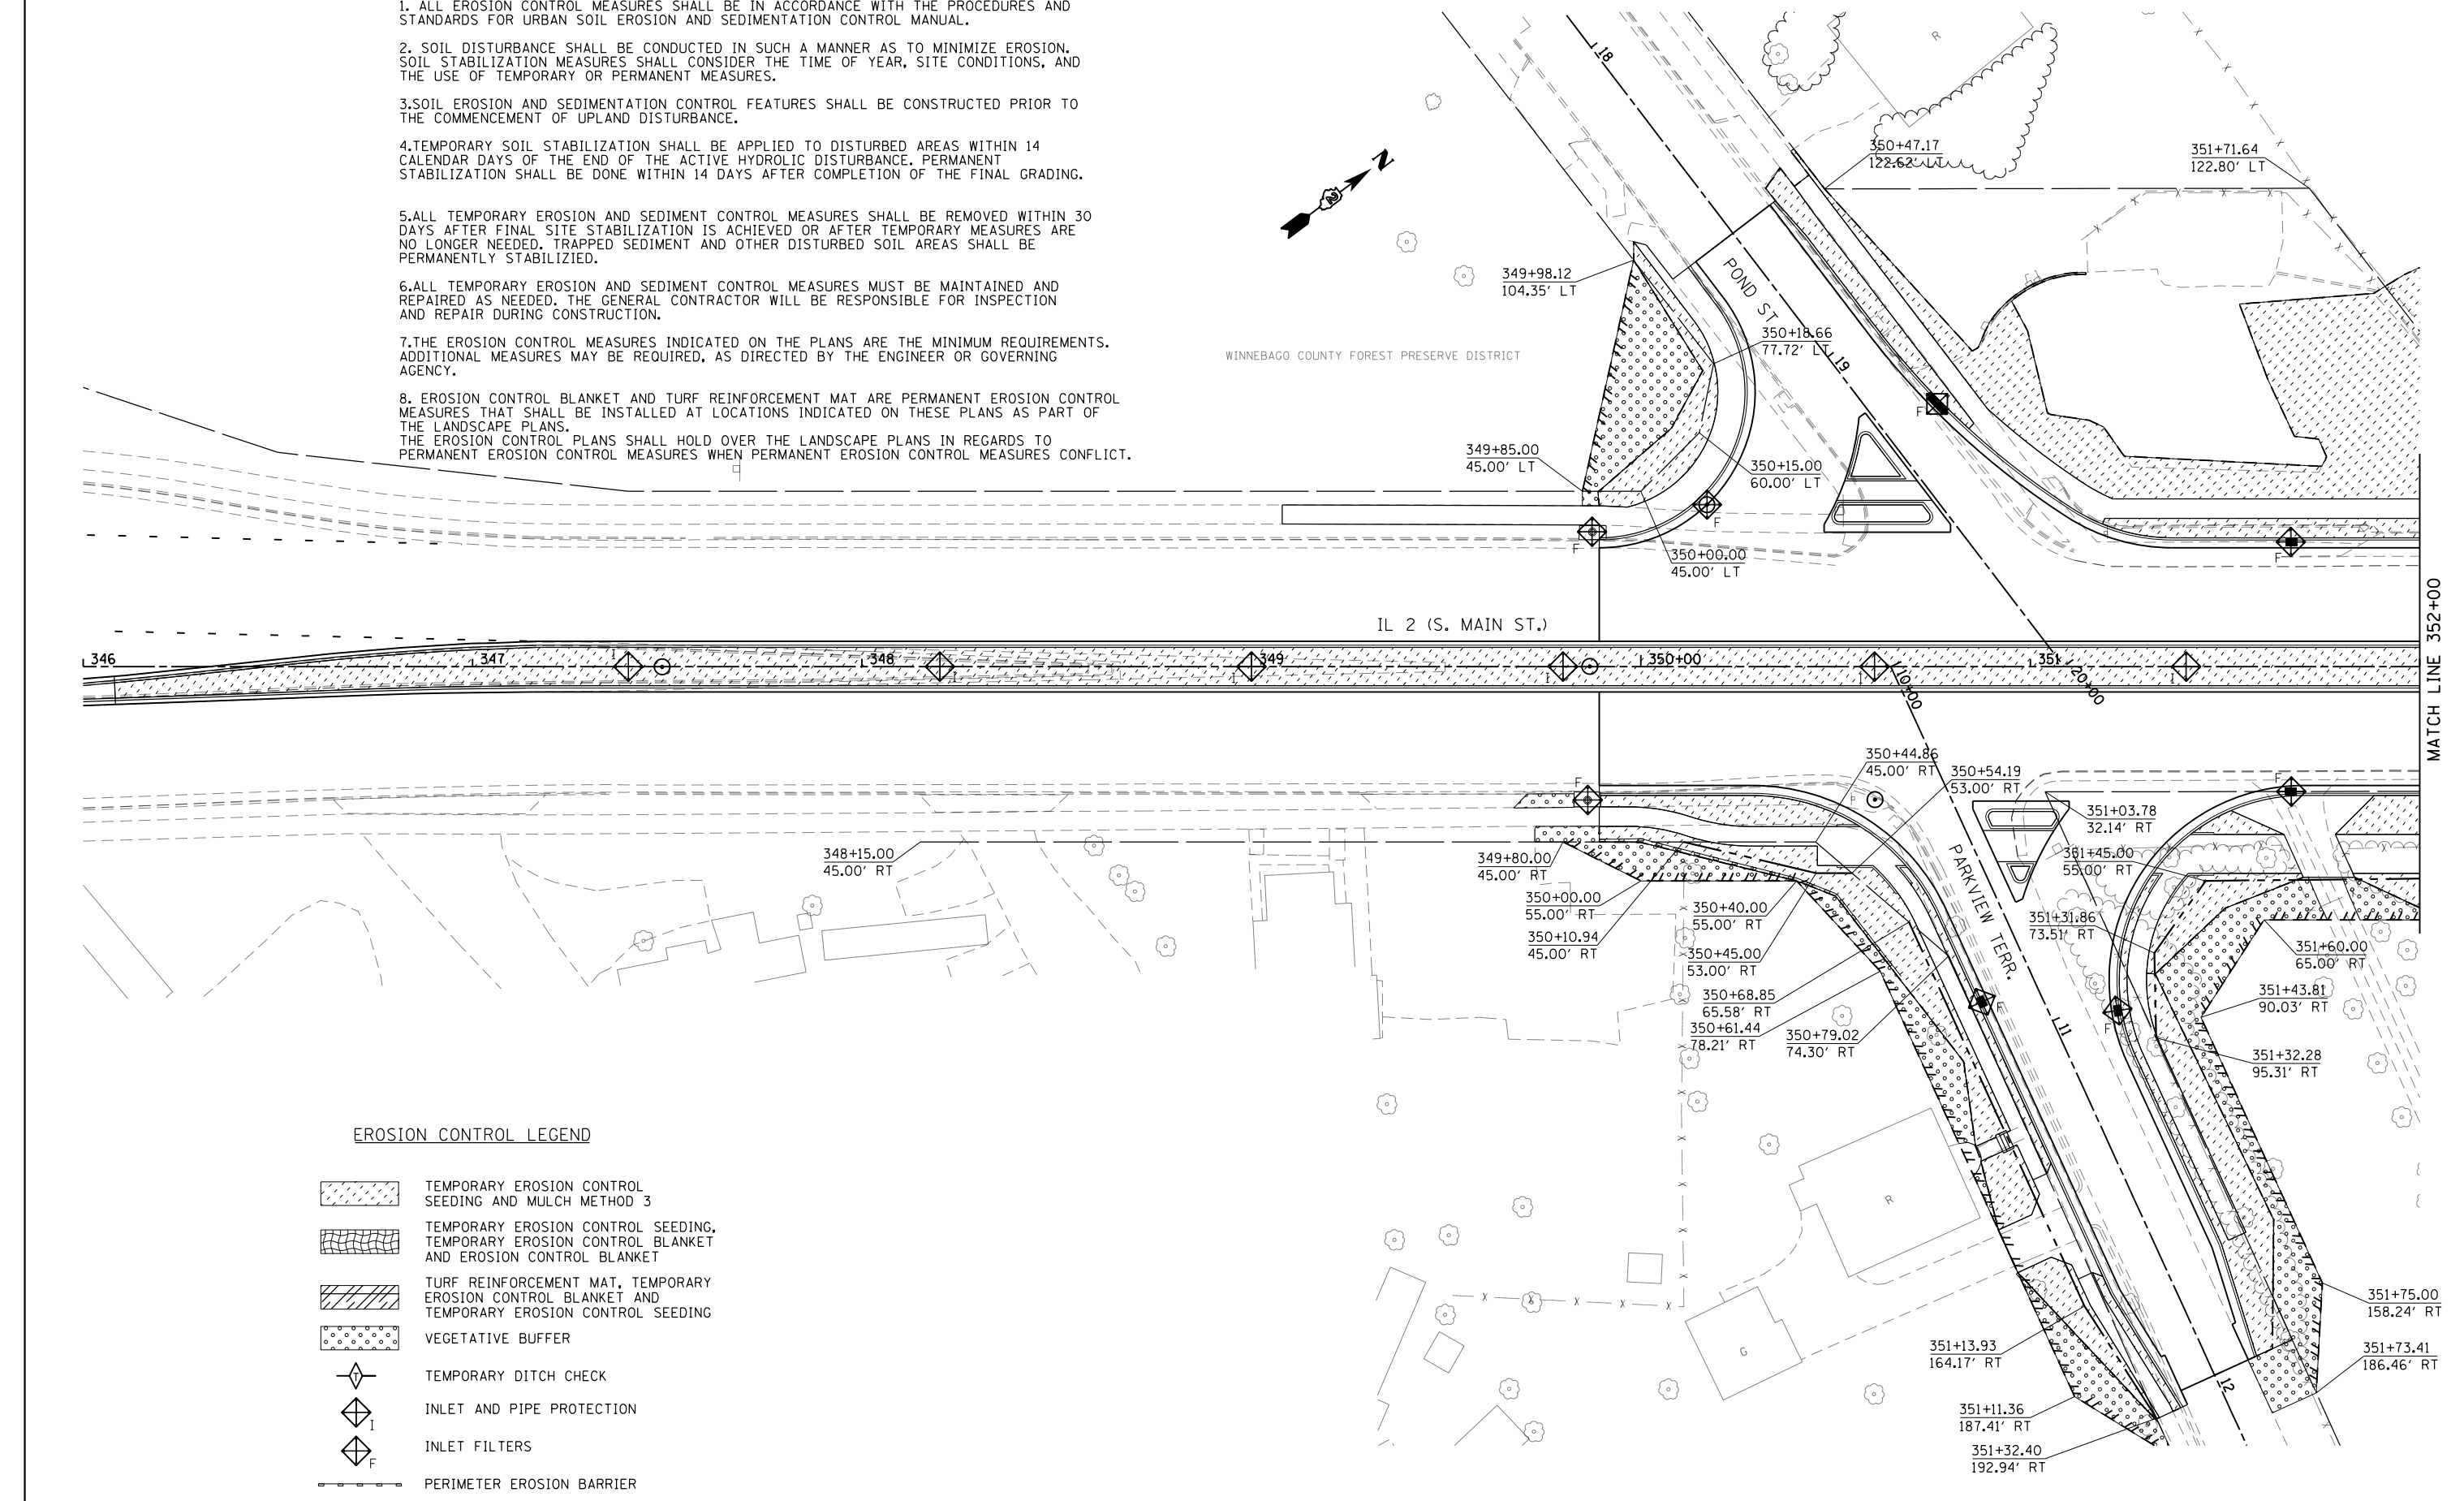 1. ALL EROSION CONTROL MEASURES SHALL BE IN ACCORDANCE WITH THE PROCEDURES AND
STANDARDS FOR URBAN SOIL EROSION AND SEDIMENTATION CONTROL MANUAL.
2. SOIL DISTURBANCE SHALL BE CONDUCTED IN SUCH A MANNER AS TO MINIMIZE EROSION.
SOIL STABILIZATION MEASURES SHALL CONSIDER THE TIME OF YEAR, SITE CONDITIONS, AND
THE USE OF TEMPORARY OR PERMANENT MEASURES.
3.SOIL EROSION AND SEDIMENTATION CONTROL FEATURES SHALL BE CONSTRUCTED PRIOR TO
THE COMMENCEMENT OF UPLAND DISTURBANCE.
4.TEMPORARY SOIL STABILIZATION SHALL BE APPLIED TO DISTURBED AREAS WITHIN 14
CALENDAR DAYS OF THE END OF THE ACTIVE HYDROLIC DISTURBANCE. PERMANENT
STABILIZATION SHALL BE DONE WITHIN 14 DAYS AFTER COMPLETION OF THE FINAL GRADING.
5.ALL TEMPORARY EROSION AND SEDIMENT CONTROL MEASURES SHALL BE REMOVED WITHIN 30
DAYS AFTER FINAL SITE STABILIZATION IS ACHIEVED OR AFTER TEMPORARY MEASURES ARE
NO LONGER NEEDED. TRAPPED SEDIMENT AND OTHER DISTURBED SOIL AREAS SHALL BE
PERMANENTLY STABILIZIED.
6.ALL TEMPORARY EROSION AND SEDIMENT CONTROL MEASURES MUST BE MAINTAINED AND
REPAIRED AS NEEDED. THE GENERAL CONTRACTOR WILL BE RESPONSIBLE FOR INSPECTION
AND REPAIR DURING CONSTRUCTION.
7.THE EROSION CONTROL MEASURES INDICATED ON THE PLANS ARE THE MINIMUM REQUIREMENTS.
ADDITIONAL MEASURES MAY BE REQUIRED, AS DIRECTED BY THE ENGINEER OR GOVERNING
AGENCY.
8. EROSION CONTROL BLANKET AND TURF REINFORCEMENT MAT ARE PERMANENT EROSION CONTROL
MEASURES THAT SHALL BE INSTALLED AT LOCATIONS INDICATED ON THESE PLANS AS PART OF
THE LANDSCAPE PLANS.
THE EROSION CONTROL PLANS SHALL HOLD OVER THE LANDSCAPE PLANS IN REGARDS TO
PERMANENT EROSION CONTROL MEASURES WHEN PERMANENT EROSION CONTROL MEASURES CONFLICT.
N
2
18
R
350+47.17
122.62' LT
351+71.64
122.80' LT
349+98.12
104.35' LT
POND ST
350+18.66
77.72' LT
19
WINNEBAGO COUNTY FOREST PRESERVE DISTRICT
F
349+85.00
45.00' LT
350+15.00
60.00' LT
F
F
F
350+00.00
45.00' LT
IL 2 (S. MAIN ST.)
MATCH LINE 352+00
346
347
I
348
I
349
I
I
350+00
I
10+00
351
20+00
I
F
350+44.86
45.00' RT
350+54.19
53.00' RT
F
351+03.78
32.14' RT
348+15.00
45.00' RT
349+80.00
45.00' RT
351+45.00
55.00' RT
PARKVIEW TERR.
350+00.00
55.00' RT
350+40.00
55.00' RT
351+31.86
73.51' RT
350+10.94
45.00' RT
350+45.00
53.00' RT
351+60.00
65.00' RT
350+68.85
65.58' RT
351+43.81
90.03' RT
F
F
11
350+61.44
78.21' RT
350+79.02
74.30' RT
351+32.28
95.31' RT
R
G
351+75.00
158.24' RT
351+13.93
164.17' RT
351+73.41
186.46' RT
12
351+11.36
187.41' RT
351+32.40
192.94' RT
EROSION CONTROL LEGEND
TEMPORARY EROSION CONTROL
SEEDING AND MULCH METHOD 3
TEMPORARY EROSION CONTROL SEEDING,
TEMPORARY EROSION CONTROL BLANKET
AND EROSION CONTROL BLANKET
TURF REINFORCEMENT MAT, TEMPORARY
EROSION CONTROL BLANKET AND
TEMPORARY EROSION CONTROL SEEDING
VEGETATIVE BUFFER
T TEMPORARY DITCH CHECK
I INLET AND PIPE PROTECTION
F INLET FILTERS
PERIMETER EROSION BARRIER